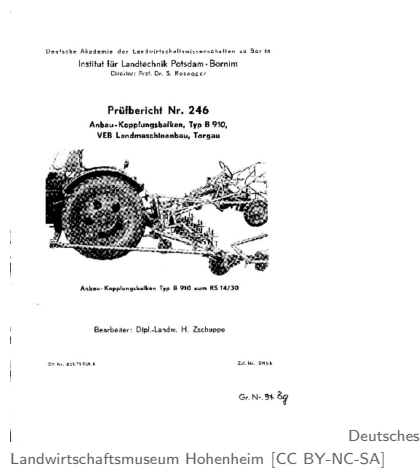 Deutsche Akademie der Landwirtschaftswissenschaften zu Berlin
Institut für Landtechnik Potsdam-Bornim
Direktor: Prof. Dr. S. Rosegger
Prüfbericht Nr. 246
Anbau-Kopplungsbalken, Typ B 910,
VEB Landmaschinenbau, Torgau
Anbau-Kopplungsbalken Typ B 910 zum RS 14/30
Bearbeiter: Dipl.-Landw. H. Zschuppe
Gr. Nr.
Deutsches
Landwirtschaftsmuseum Hohenheim [CC BY-NC-SA]